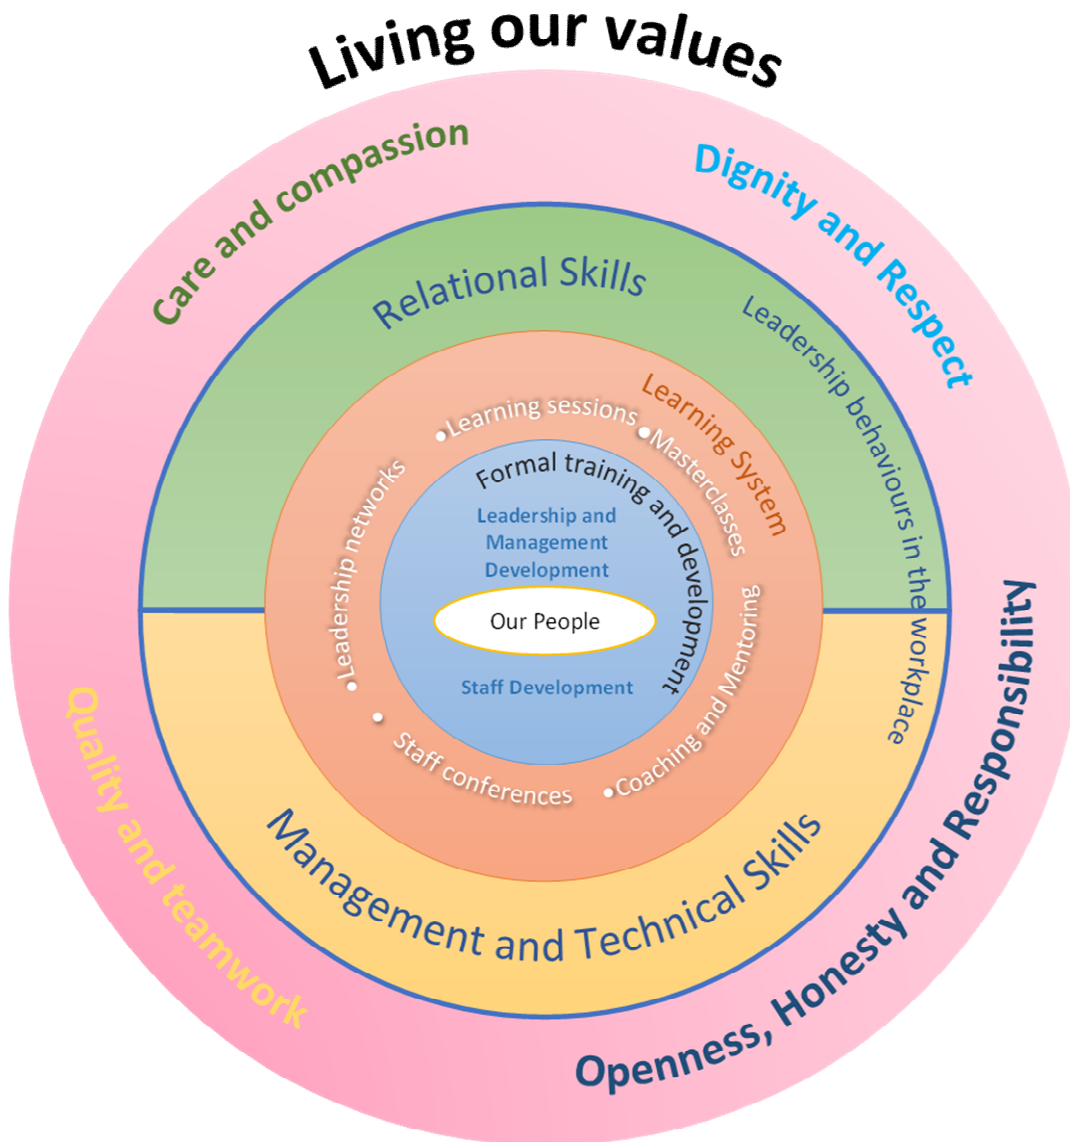 Living our values
Care and compassion
Dignity and Respect
Relational Skills
Leadership behaviours in the workplace
Learning System
•Learning sessions
•Masterclasses
•Leadership networks
Formal training and development
Leadership and
Management
Development
Our People
Staff Development
•Coaching and Mentoring
• Staff conferences
Management and Technical Skills
Quality and teamwork
Openness, Honesty and Responsibility